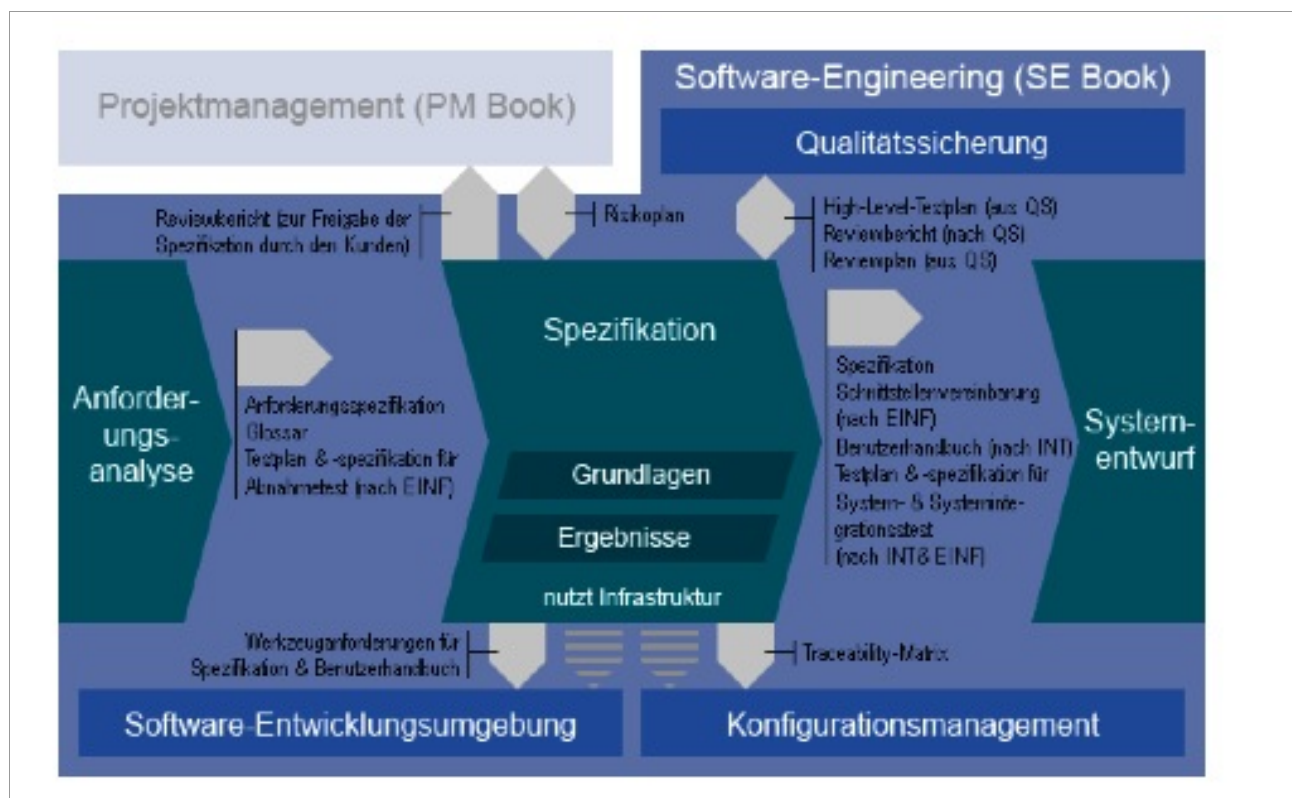 Projektmanagement (PM Book)
Software-Engineering (SE Book)
Qualitätssicherung
Reviewbericht (zur Freigabe der
Spezifikation durch den Kunden)
Risikoplan
High-Level-Testplan (aus QS)
Reviewbericht (nach QS)
Reviewplan (aus QS)
Anforder-
ungs-
analyse
Anforderungsspezifikation
Glossar
Testplan & -spezifikation für
Abnahmetest (nach EINF)
Spezifikation
Grundlagen
Ergebnisse
nutzt Infrastruktur
Spezifikation
Schnittstellenvereinbarung
(nach EINF)
Benutzerhandbuch (nach INT)
Testplan & -spezifikation für
System- & Systeminte-
grationsstest
(nach INT& EINF)
System-
entwurf
Werkzeuganforderungen für
Spezifikation & Benutzerhandbuch
Traceability-Matrix
Software-Entwicklungsumgebung
Konfigurationsmanagement